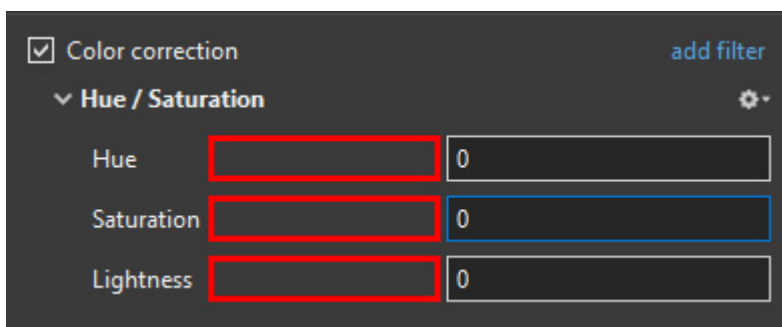 Color correction add filter
Hue / Saturation
Hue 0
Saturation 0
Lightness 0